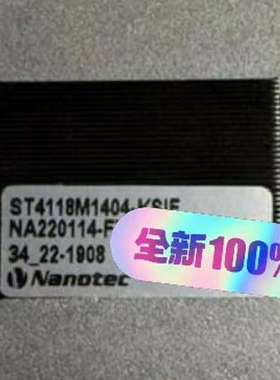 ST4118M1404-KSIE
NA220114-F
34_22-1908
Nanotec
全新100%